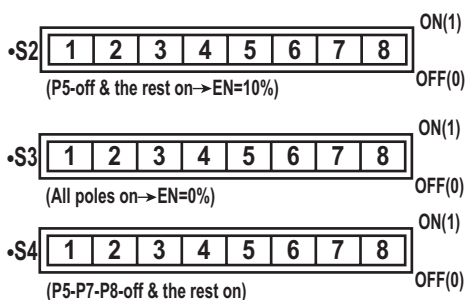 ON(1)
•S2 1 2 3 4 5 6 7 8
OFF(0)
(P5-off & the rest on→EN=10%)
ON(1)
•S3 1 2 3 4 5 6 7 8
OFF(0)
(All poles on→EN=0%)
ON(1)
•S4 1 2 3 4 5 6 7 8
OFF(0)
(P5-P7-P8-off & the rest on)